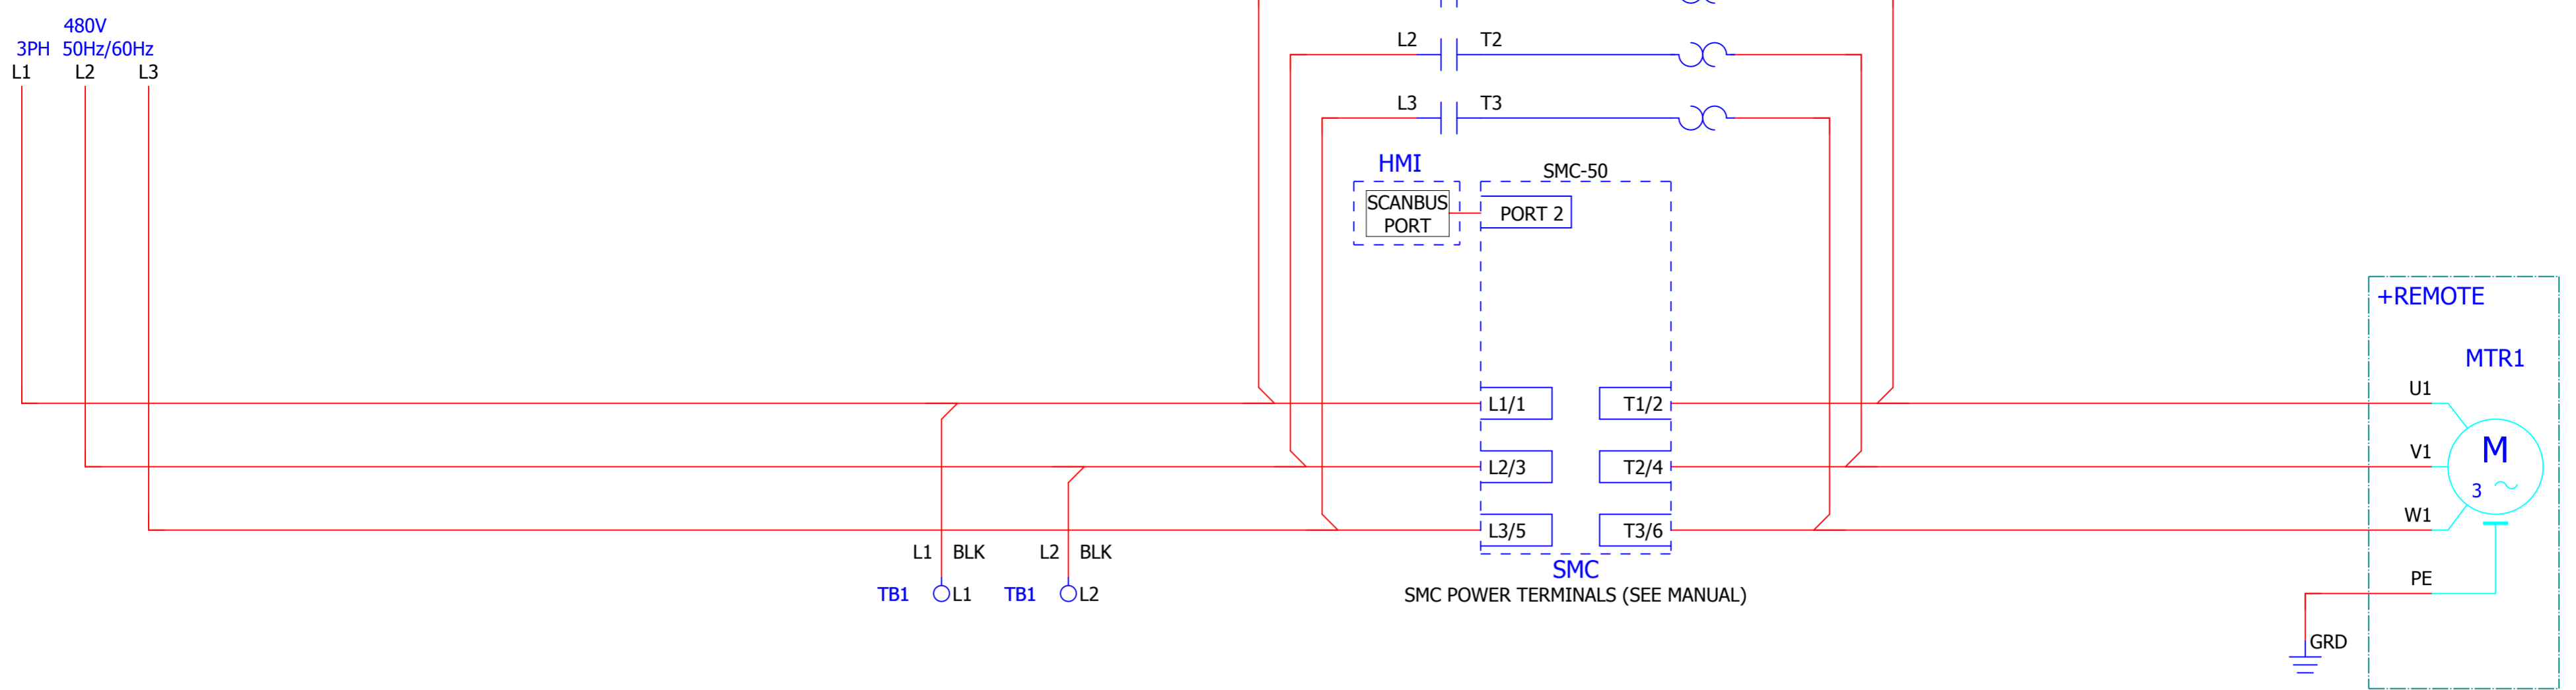 480V
3PH 50Hz/60Hz
L1 L2 L3
L2 T2
L3 T3
HMI
SMC-50
SCANBUS
PORT
PORT 2
+REMOTE
MTR1
U1
L1/1 T1/2
V1
M
3
L2/3 T2/4
W1
L3/5 T3/6
L1 BLK L2 BLK
SMC
PE
TB1 L1 TB1 L2
SMC POWER TERMINALS (SEE MANUAL)
GRD